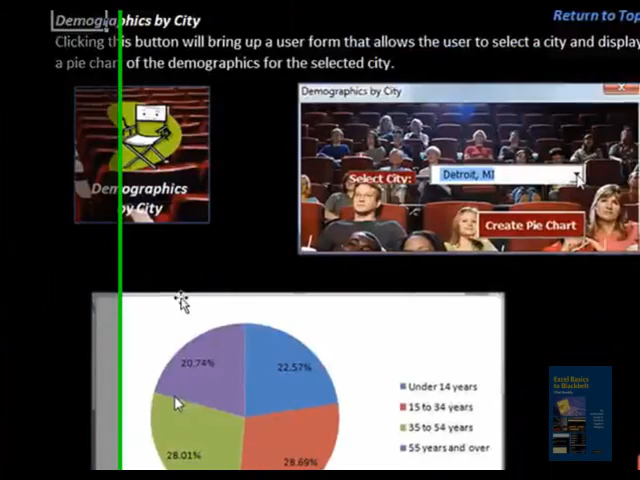 Demographics by City
Return to Top
Clicking this button will bring up a user form that allows the user to select a city and display
a pie chart of the demographics for the selected city.
Demographics
by City
Demographics by City
Select City:
Detroit, MI
Create Pie Chart
20.74%
22.57%
28.01%
28.69%
Under 14 years
15 to 34 years
35 to 54 years
55 years and over
Excel Basics
to Blackbelt